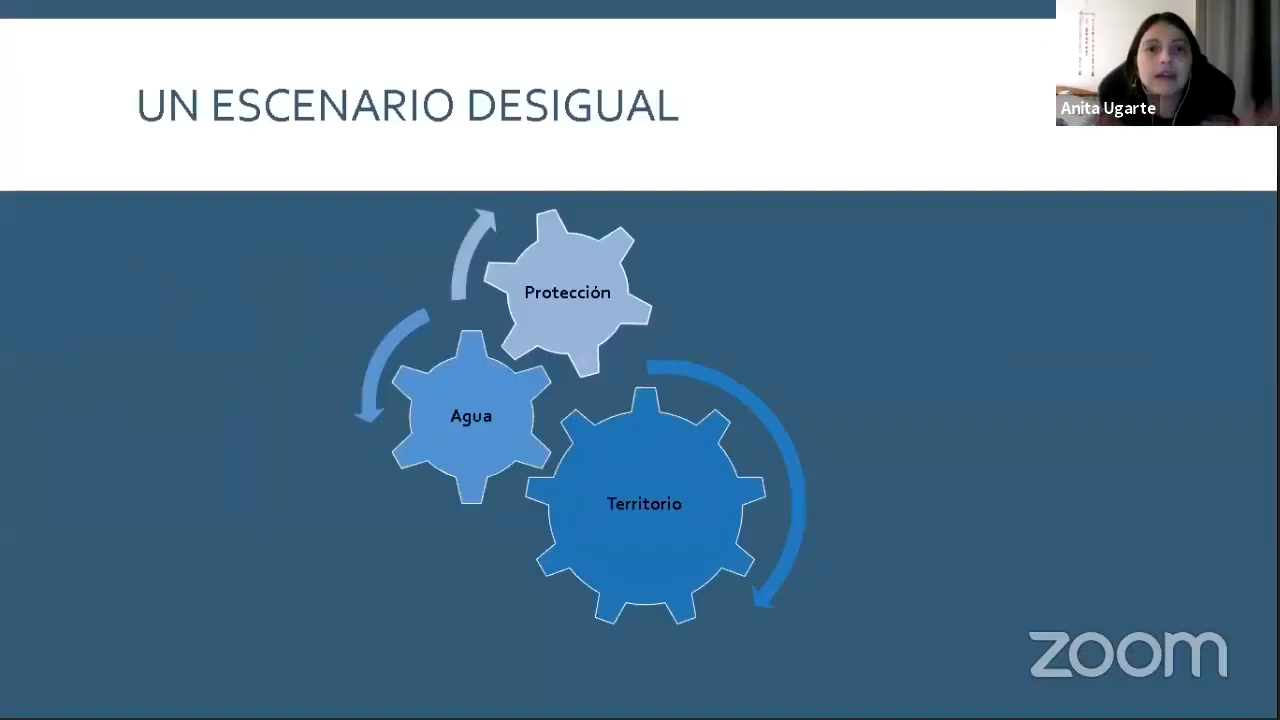 UN ESCENARIO DESIGUAL
Anita Ugarte
Protección
Agua
Territorio
zoom